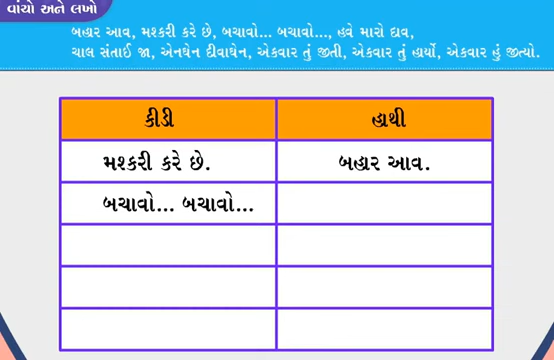 વાંચો અને લખો
બહાર આવ, મશ્કરી કરે છે, બચાવો... બચાવો..., હવે મારો દાવ,
ચાલ સંતાઈ જા, એનઘેન દીવાઘેન, એકવાર તું જીતી, એકવાર તું હાર્યો, એકવાર હું જીત્યો.
કીડી હાથી
મશ્કરી કરે છે. બહાર આવ.
બચાવો... બચાવો...